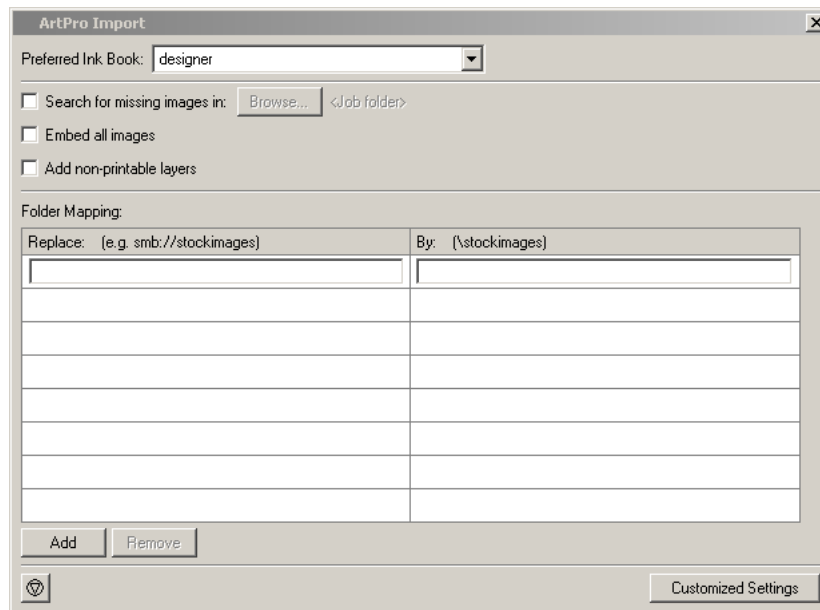 ArtPro Import
Preferred Ink Book: designer
Search for missing images in: Browse... <Job folder>
Embed all images
Add non-printable layers
Folder Mapping:
Replace: (e.g. smb://stockimages) By: (\stockimages)
Add Remove
Customized Settings